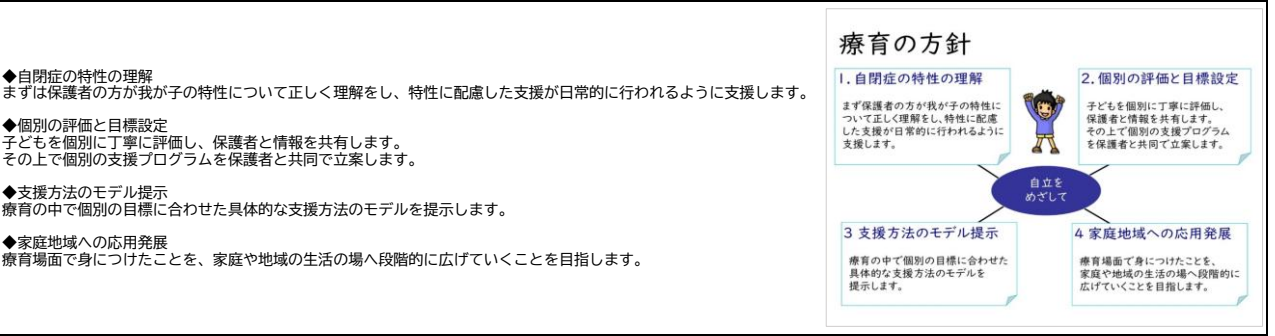 ◆自閉症の特性の理解
まずは保護者の方が我が子の特性について正しく理解をし、特性に配慮した支援が日常的に行われるように支援します。
◆個別の評価と目標設定
子どもを個別に丁寧に評価し、保護者と情報を共有します。
その上で個別の支援プログラムを保護者と共同で立案します。
◆支援方法のモデル提示
療育の中で個別の目標に合わせた具体的な支援方法のモデルを提示します。
◆家庭地域への応用発展
療育場面で身につけたことを、家庭や地域の生活の場へ段階的に広げていくことを目指します。
療育の方針
1.自閉症の特性の理解
まず保護者の方が我が子の特性に
ついて正しく理解をし、特性に配慮
した支援が日常的に行われるように
支援します。
2.個別の評価と目標設定
子どもを個別に丁寧に評価し、
保護者と情報を共有します。
その上で個別の支援プログラム
を保護者と共同で立案します。
自立を
めざして
3 支援方法のモデル提示
療育の中で個別の目標に合わせた
具体的な支援方法のモデルを
提示します。
4 家庭地域への応用発展
療育場面で身につけたことを、
家庭や地域の生活の場へ段階的に
広げていくことを目指します。